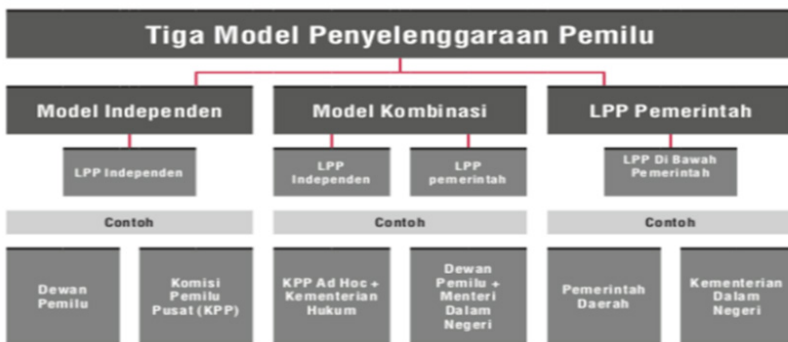 Tiga Model Penyelenggaraan Pemilu
Model Independen
Model Kombinasi
LPP Pemerintah
LPP Independen
LPP
Independen
LPP
pemerintah
LPP Di Bawah
Pemerintah
Contoh
Contoh
Contoh
Dewan
Pemilu
Komisi
Pemilu
Pusat (KPP)
KPP Ad Hoc +
Kementerian
Hukum
Dewan
Pemilu +
Menteri
Dalam
Negeri
Pemerintah
Daerah
Kementerian
Dalam
Negeri